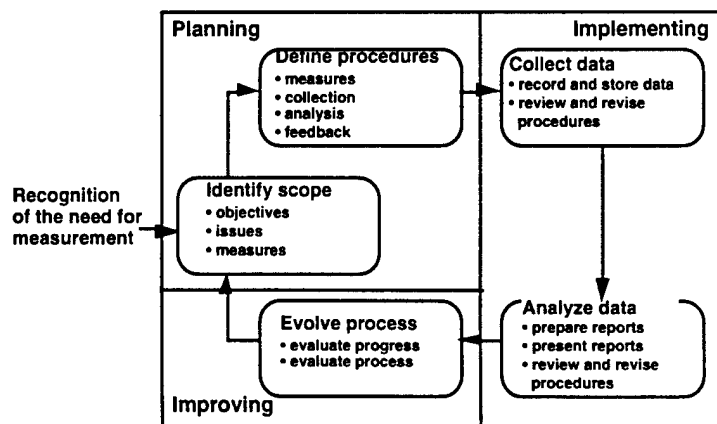 Planning
Implementing
Define procedures
• measures
• collection
• analysis
• feedback
Collect data
• record and store data
• review and revise
procedures
Recognition
of the need for
measurement
Identify scope
• objectives
• issues
• measures
Analyze data
• prepare reports
• present reports
• review and revise
procedures
Evolve process
• evaluate progress
• evaluate process
Improving